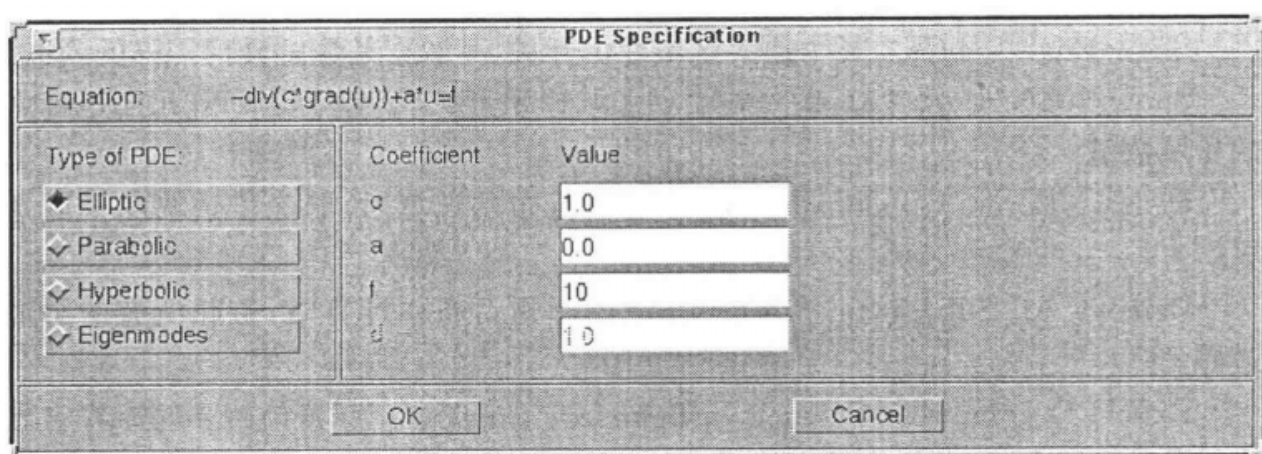 PDE Specification
Equation: -div(c*grad(u))+a*u=f
Type of PDE: Coefficient Value
Elliptic c 1.0
Parabolic a 0.0
Hyperbolic f 10
Eigenmodes d 1.0
OK Cancel